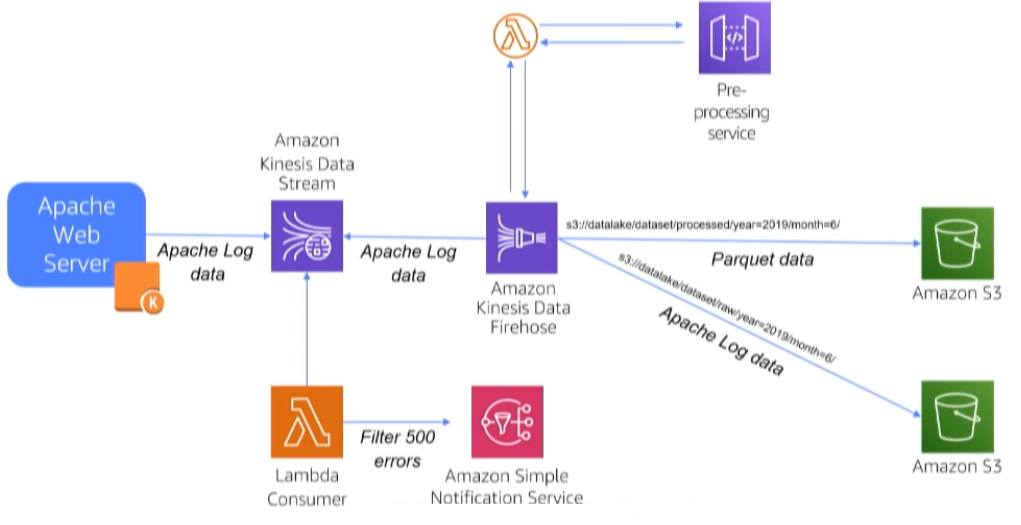 Pre-
processing
service
Amazon
Kinesis Data
Stream
Apache
Web
Server
K
Apache Log
data
Apache Log
data
Amazon
Kinesis Data
Firehose
s3://datalake/dataset/processed/year=2019/month=6/
Parquet data
s3://datalake/dataset/raw/year=2019/month=6/
Apache Log data
Amazon S3
Filter 500
errors
Lambda
Consumer
Amazon Simple
Notification Service
Amazon S3